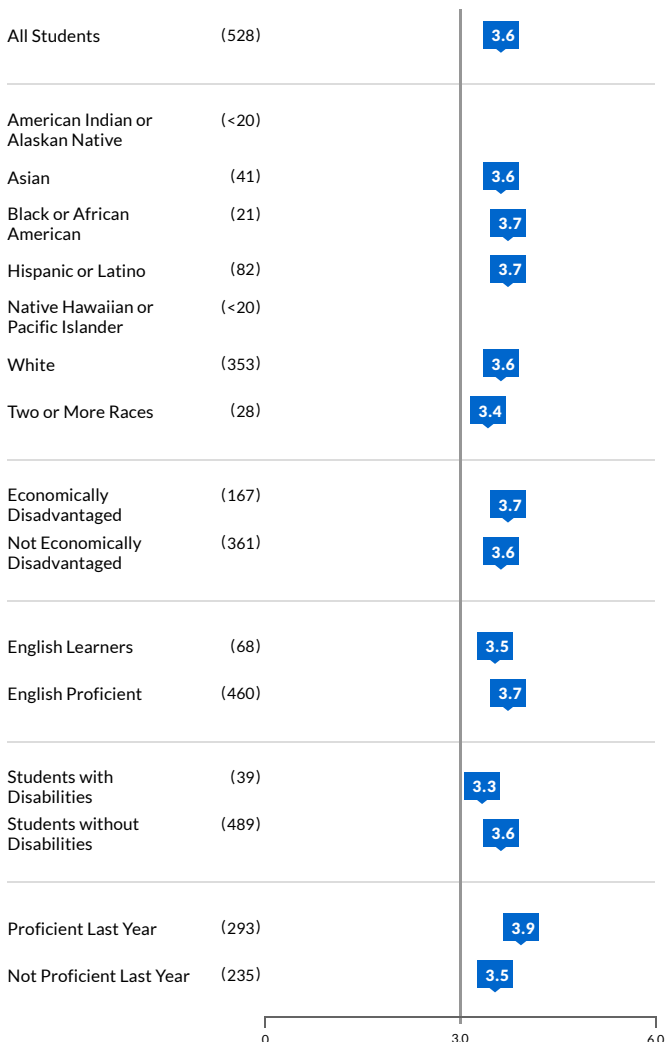 All Students (528) 3.6
American Indian or (<20)
Alaskan Native
Asian (41) 3.6
Black or African (21) 3.7
American
Hispanic or Latino (82) 3.7
Native Hawaiian or (<20)
Pacific Islander
White (353) 3.6
Two or More Races (28) 3.4
Economically (167) 3.7
Disadvantaged
Not Economically (361) 3.6
Disadvantaged
English Learners (68) 3.5
English Proficient (460) 3.7
Students with (39) 3.3
Disabilities
Students without (489) 3.6
Disabilities
Proficient Last Year (293) 3.9
Not Proficient Last Year (235) 3.5
0 3.0 6.0